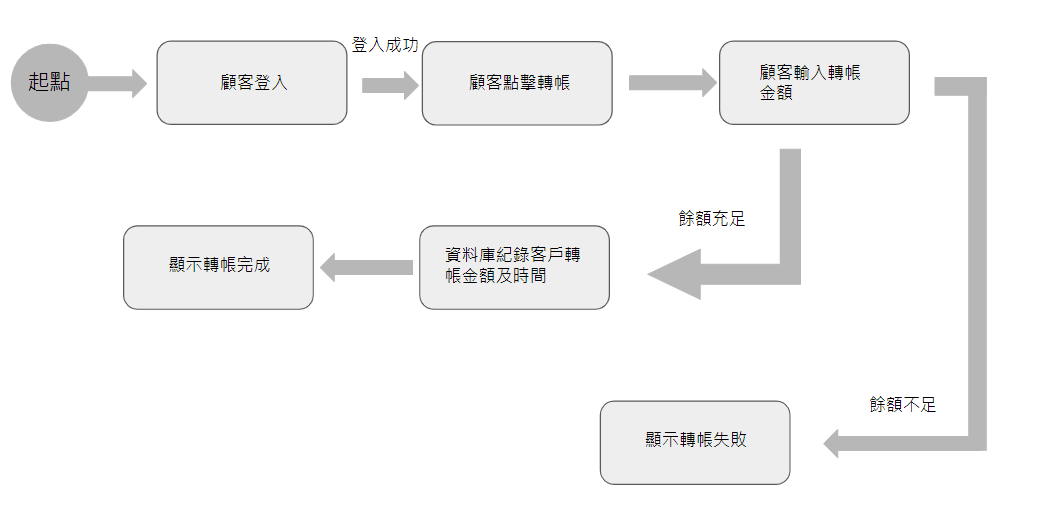 起點
顧客登入
登入成功
顧客點擊轉帳
顧客輸入轉帳
金額
餘額充足
資料庫紀錄客戶轉
帳金額及時間
顯示轉帳完成
餘額不足
顯示轉帳失敗